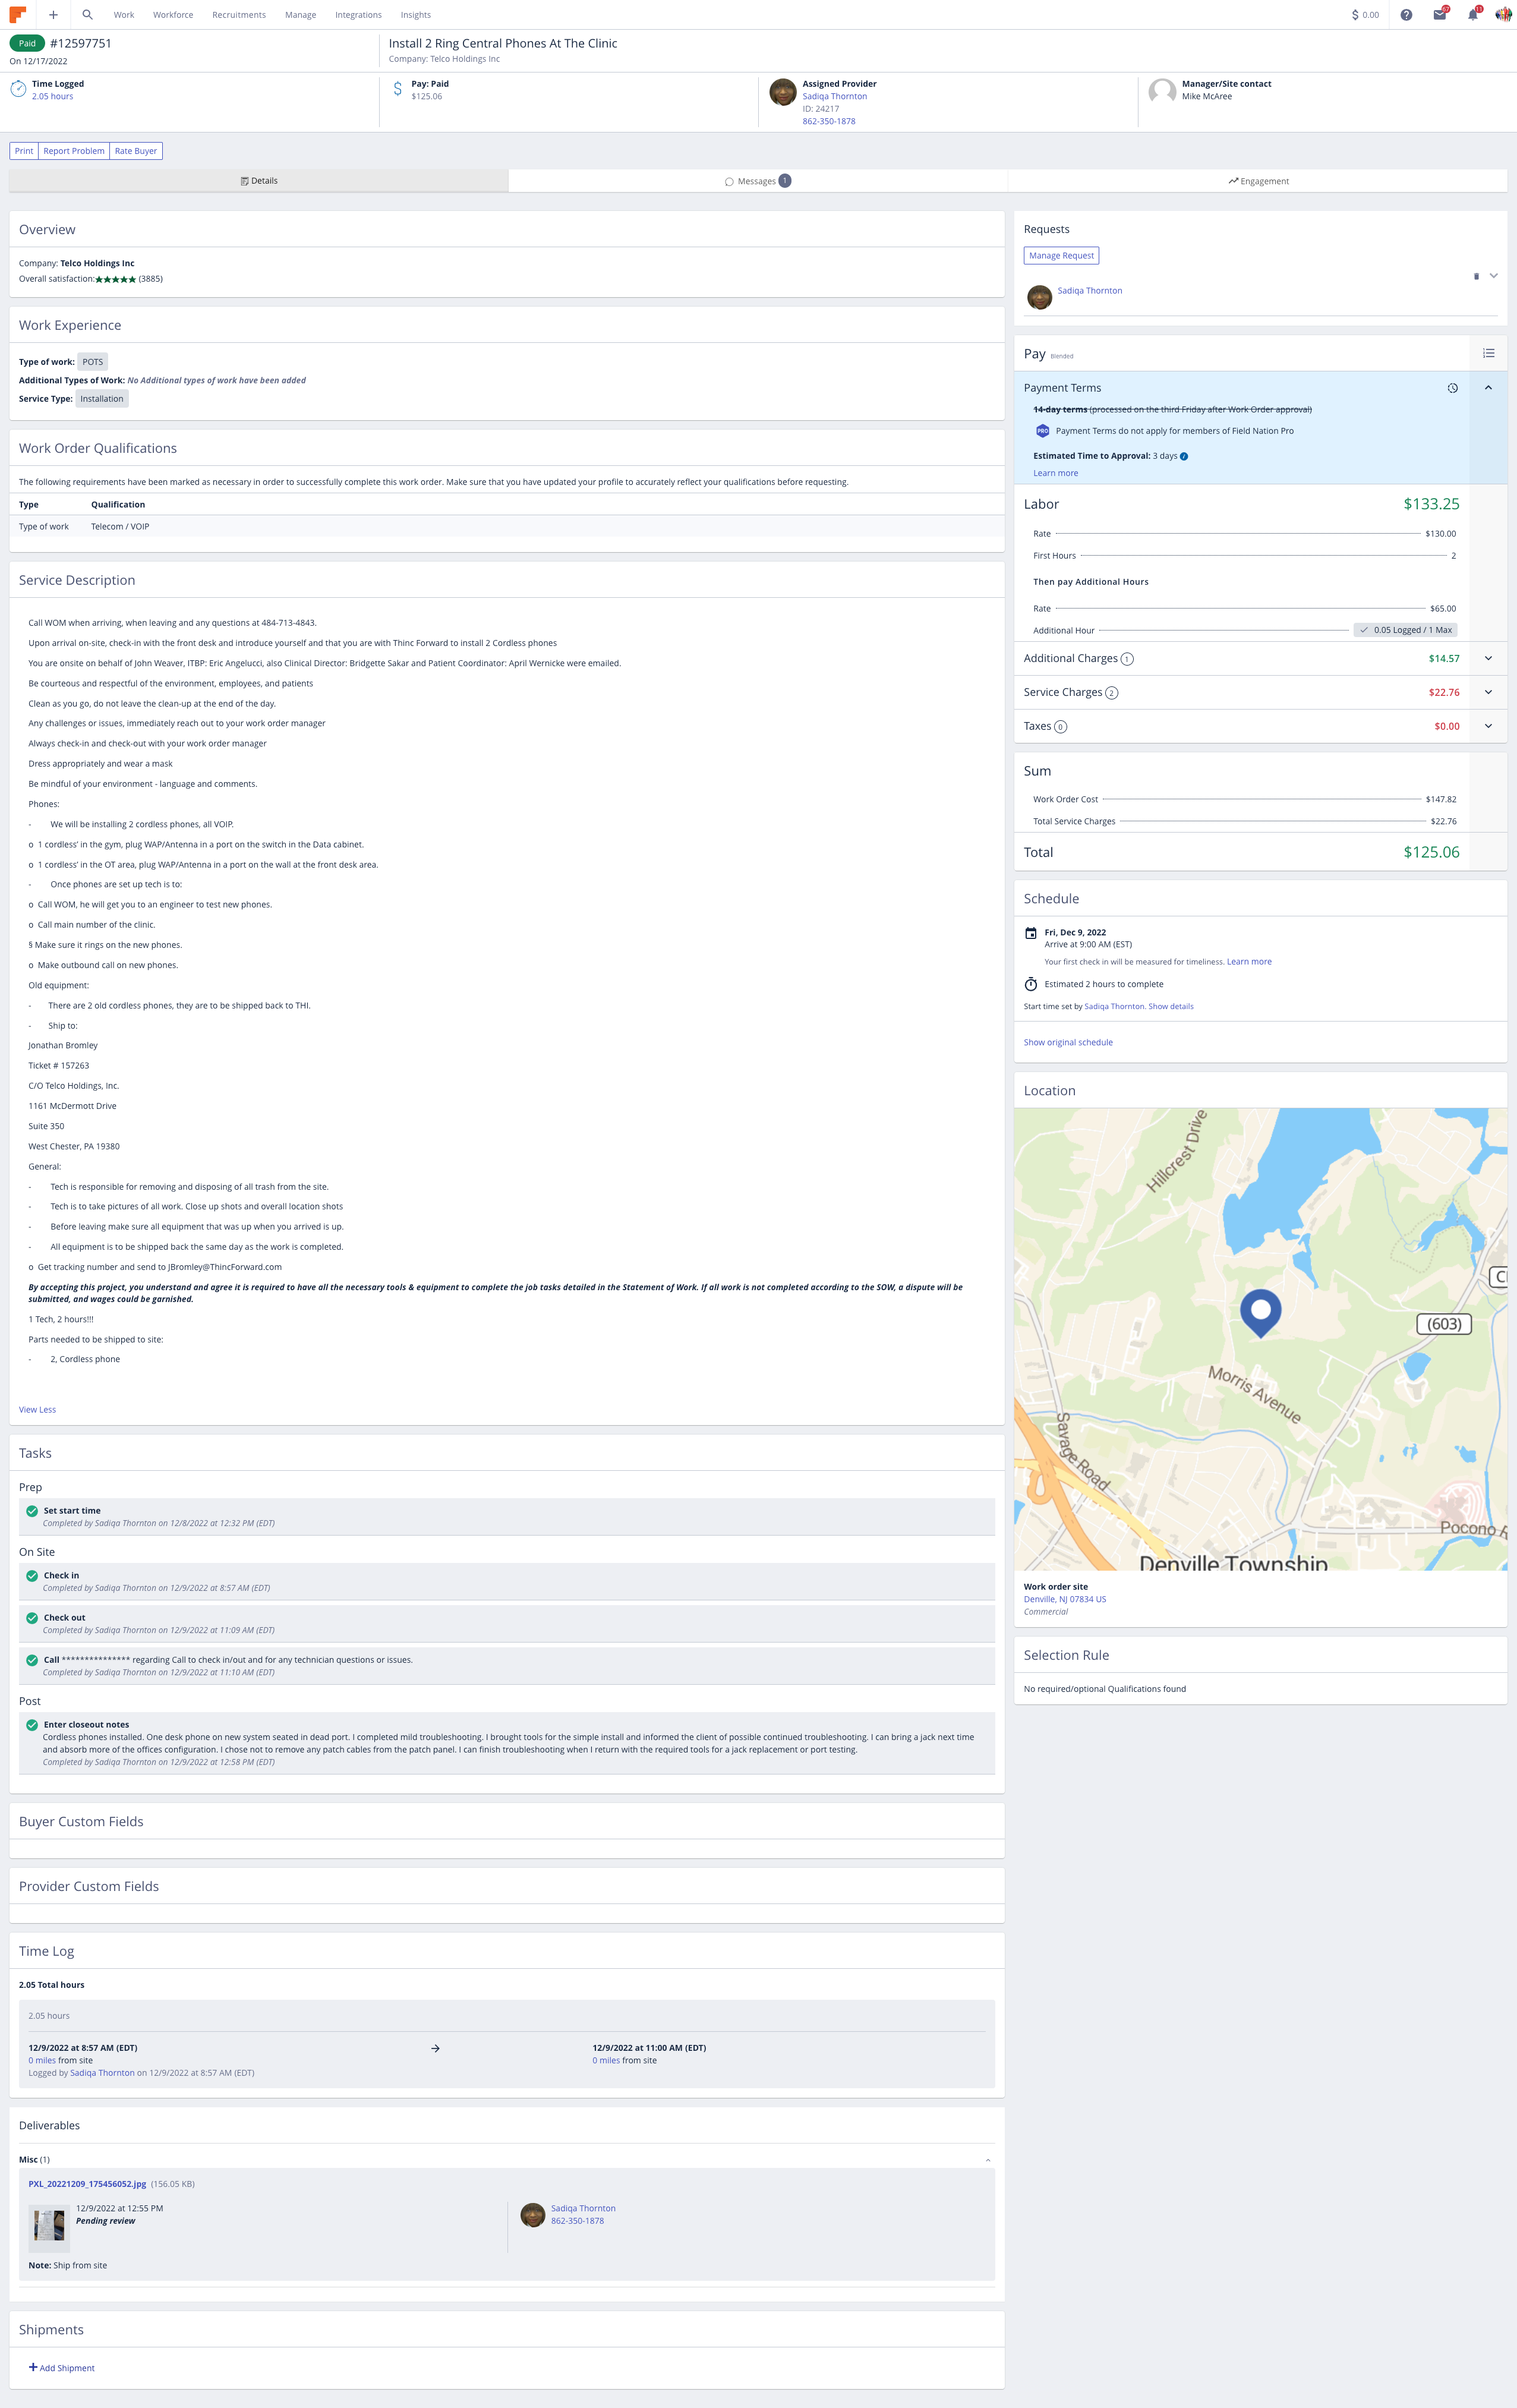 Work
Workforce
Recruitments
Manage
Integrations
Insights
0.00
67
11
Paid #12597751
On 12/17/2022
Install 2 Ring Central Phones At The Clinic
Company: Telco Holdings Inc
Time Logged
2.05 hours
Pay: Paid
$125.06
Assigned Provider
Sadiqa Thornton
ID: 24217
862-350-1878
Manager/Site contact
Mike McAree
Print
Report Problem
Rate Buyer
Details
Messages 1
Engagement
Overview
Company: Telco Holdings Inc
Overall satisfaction: (3885)
Work Experience
Type of work: POTS
Additional Types of Work: No Additional types of work have been added
Service Type: Installation
Work Order Qualifications
The following requirements have been marked as necessary in order to successfully complete this work order. Make sure that you have updated your profile to accurately reflect your qualifications before requesting.
Type Qualification
Type of work Telecom / VOIP
Service Description
Call WOM when arriving, when leaving and any questions at 484-713-4843.
Upon arrival on-site, check-in with the front desk and introduce yourself and that you are with Thinc Forward to install 2 Cordless phones
You are onsite on behalf of John Weaver, ITBP: Eric Angelucci, also Clinical Director: Bridgette Sakar and Patient Coordinator: April Wernicke were emailed.
Be courteous and respectful of the environment, employees, and patients
Clean as you go, do not leave the clean-up at the end of the day.
Any challenges or issues, immediately reach out to your work order manager
Always check-in and check-out with your work order manager
Dress appropriately and wear a mask
Be mindful of your environment - language and comments.
Phones:
- We will be installing 2 cordless phones, all VOIP.
o 1 cordless' in the gym, plug WAP/Antenna in a port on the switch in the Data cabinet.
o 1 cordless' in the OT area, plug WAP/Antenna in a port on the wall at the front desk area.
- Once phones are set up tech is to:
o Call WOM, he will get you to an engineer to test new phones.
o Call main number of the clinic.
§ Make sure it rings on the new phones.
o Make outbound call on new phones.
Old equipment:
- There are 2 old cordless phones, they are to be shipped back to THI.
- Ship to:
Jonathan Bromley
Ticket # 157263
C/O Telco Holdings, Inc.
1161 McDermott Drive
Suite 350
West Chester, PA 19380
General:
- Tech is responsible for removing and disposing of all trash from the site.
- Tech is to take pictures of all work. Close up shots and overall location shots
- Before leaving make sure all equipment that was up when you arrived is up.
- All equipment is to be shipped back the same day as the work is completed.
o Get tracking number and send to JBromley@ThincForward.com
By accepting this project, you understand and agree it is required to have all the necessary tools & equipment to complete the job tasks detailed in the Statement of Work. If all work is not completed according to the SOW, a dispute will be
submitted, and wages could be garnished.
1 Tech, 2 hours!!!
Parts needed to be shipped to site:
- 2, Cordless phone
View Less
Tasks
Prep
Set start time
Completed by Sadiqa Thornton on 12/8/2022 at 12:32 PM (EDT)
On Site
Check in
Completed by Sadiqa Thornton on 12/9/2022 at 8:57 AM (EDT)
Check out
Completed by Sadiqa Thornton on 12/9/2022 at 11:09 AM (EDT)
Call *************** regarding Call to check in/out and for any technician questions or issues.
Completed by Sadiqa Thornton on 12/9/2022 at 11:10 AM (EDT)
Post
Enter closeout notes
Cordless phones installed. One desk phone on new system seated in dead port. I completed mild troubleshooting. I brought tools for the simple install and informed the client of possible continued troubleshooting. I can bring a jack next time
and absorb more of the offices configuration. I chose not to remove any patch cables from the patch panel. I can finish troubleshooting when I return with the required tools for a jack replacement or port testing.
Completed by Sadiqa Thornton on 12/9/2022 at 12:58 PM (EDT)
Buyer Custom Fields
Provider Custom Fields
Time Log
2.05 Total hours
2.05 hours
12/9/2022 at 8:57 AM (EDT)
0 miles from site
Logged by Sadiqa Thornton on 12/9/2022 at 8:57 AM (EDT)
12/9/2022 at 11:00 AM (EDT)
0 miles from site
Deliverables
Misc (1)
PXL_20221209_175456052.jpg (156.05 KB)
12/9/2022 at 12:55 PM
Pending review
Sadiqa Thornton
862-350-1878
Note: Ship from site
Shipments
Add Shipment
Requests
Manage Request
Sadiqa Thornton
Pay Blended
Payment Terms
14-day terms (processed on the third Friday after Work Order approval)
PRO Payment Terms do not apply for members of Field Nation Pro
Estimated Time to Approval: 3 days
Learn more
Labor $133.25
Rate $130.00
First Hours 2
Then pay Additional Hours
Rate $65.00
Additional Hour 0.05 Logged / 1 Max
Additional Charges 1 $14.57
Service Charges 2 $22.76
Taxes 0 $0.00
Sum
Work Order Cost $147.82
Total Service Charges $22.76
Total $125.06
Schedule
Fri, Dec 9, 2022
Arrive at 9:00 AM (EST)
Your first check in will be measured for timeliness. Learn more
Estimated 2 hours to complete
Start time set by Sadiqa Thornton. Show details
Show original schedule
Location
Hillcrest Drive
(603)
Morris Avenue
Savage Road
Pocono R
Denville Township
Work order site
Denville, NJ 07834 US
Commercial
Selection Rule
No required/optional Qualifications found